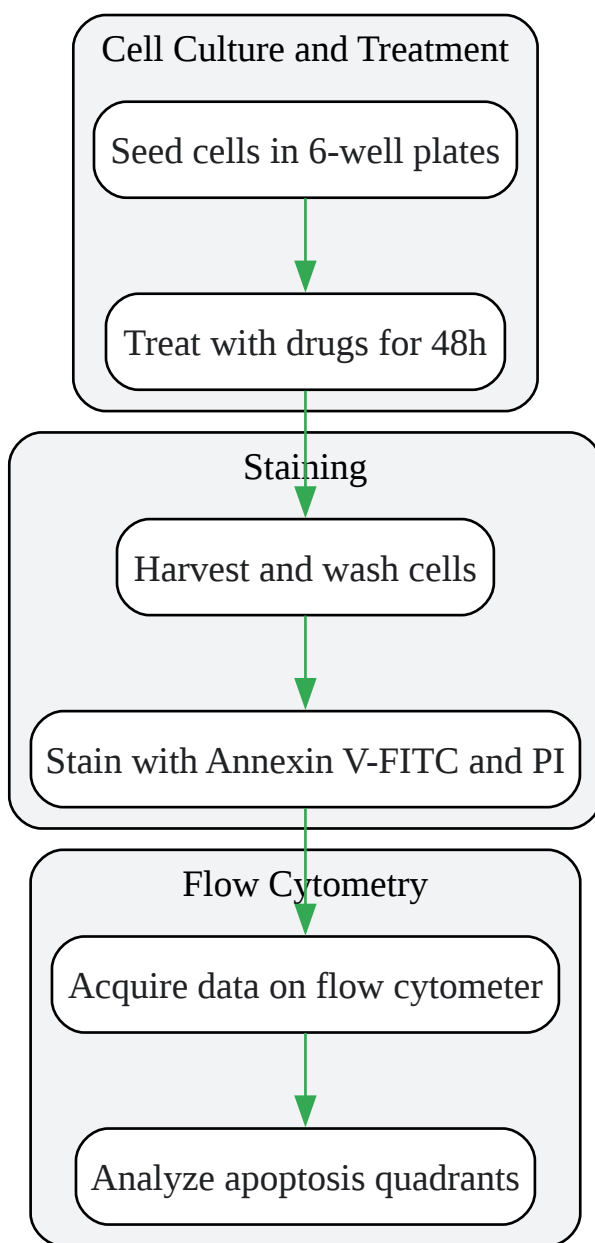 Cell Culture and Treatment
Seed cells in 6-well plates
Treat with drugs for 48h
Staining
Harvest and wash cells
Stain with Annexin V-FITC and PI
Flow Cytometry
Acquire data on flow cytometer
Analyze apoptosis quadrants